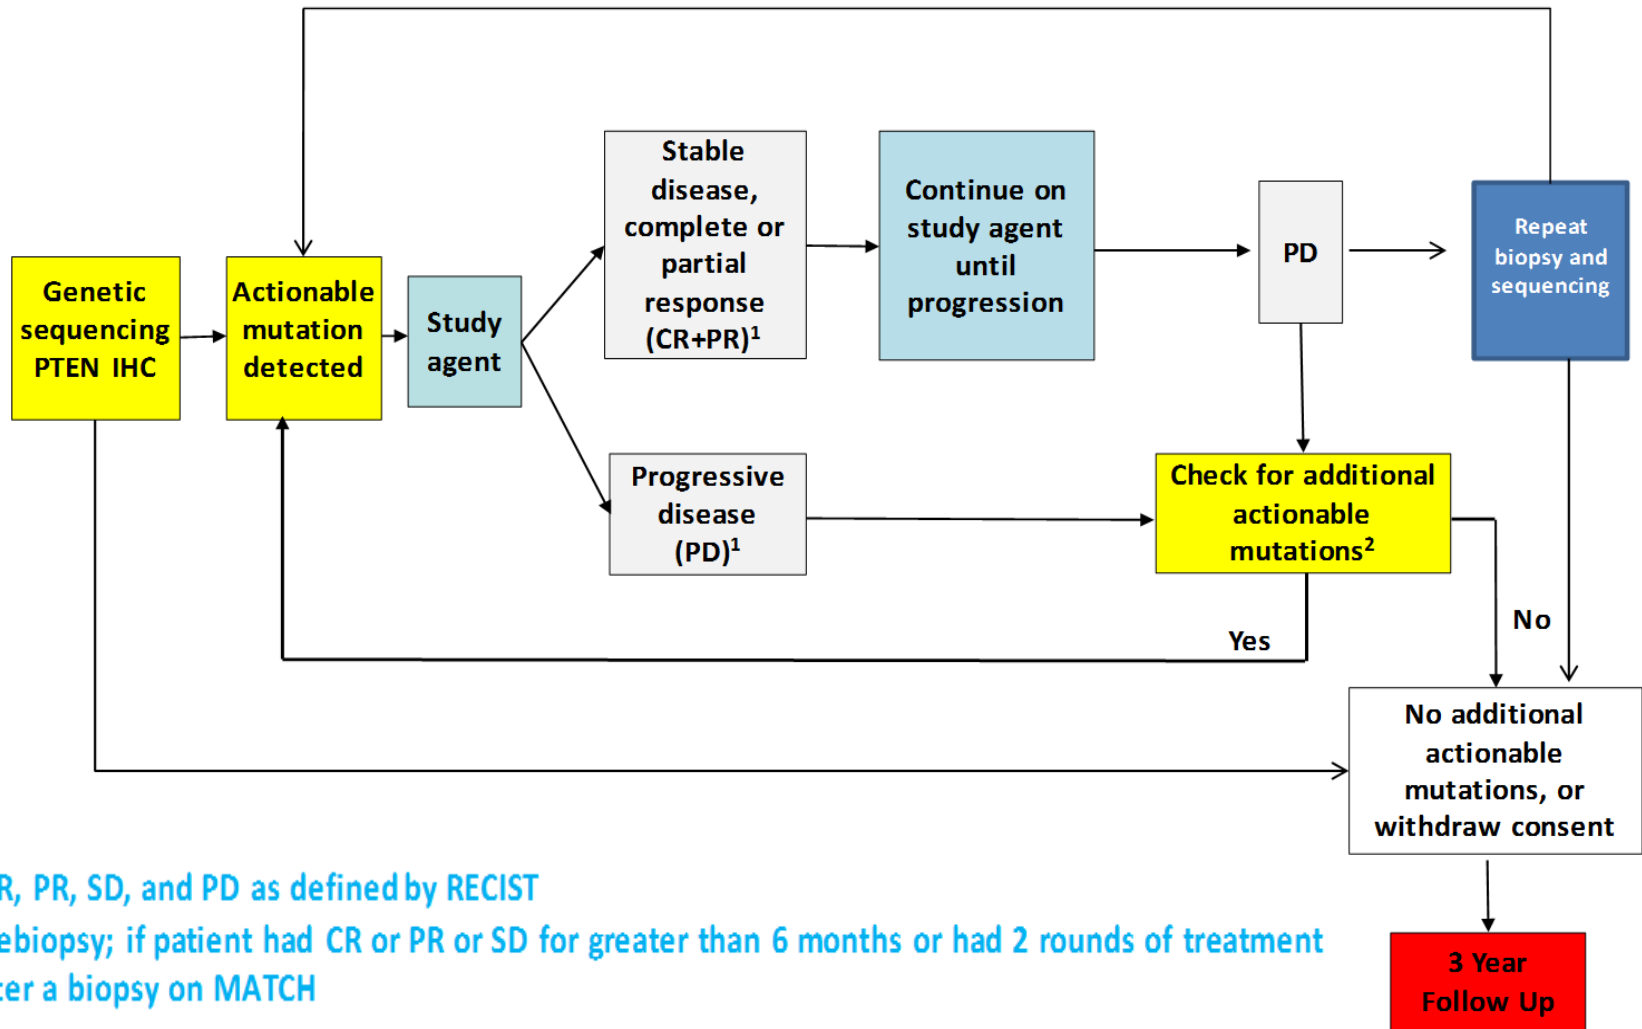 Genetic
sequencing
PTEN IHC
Actionable
mutation
detected
Study
agent
Stable
disease,
complete or
partial
response
(CR+PR)¹
Continue on
study agent
until
progression
PD
Repeat
biopsy and
sequencing
Progressive
disease
(PD)¹
Check for additional
actionable
mutations²
Yes
No
No additional
actionable
mutations, or
withdraw consent
3 Year
Follow Up
R, PR, SD, and PD as defined by RECIST
ebiopsy; if patient had CR or PR or SD for greater than 6 months or had 2 rounds of treatment
ter a biopsy on MATCH